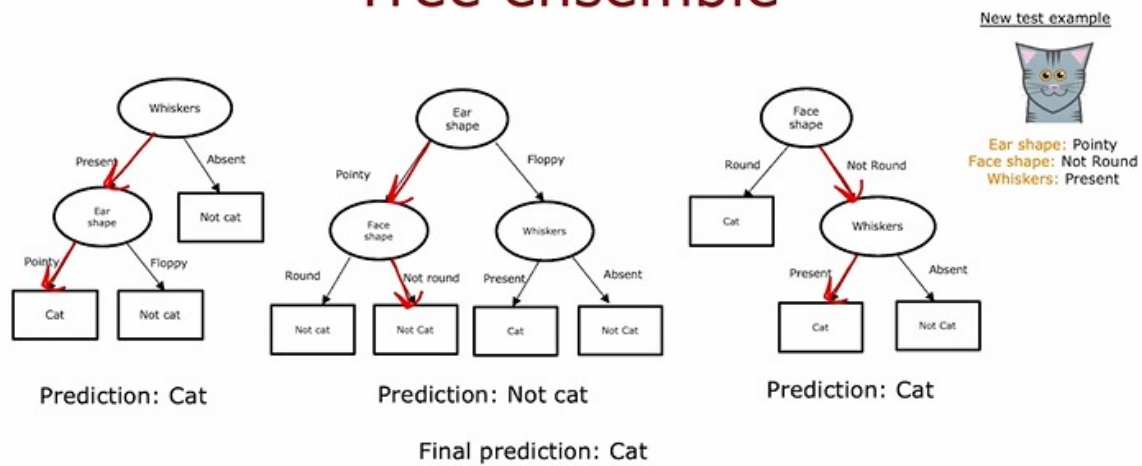 Tree ensemble
New test example
Ear shape: Pointy
Face shape: Not Round
Whiskers: Present
Whiskers
Present
Absent
Ear
shape
Not cat
Pointy
Floppy
Cat
Not cat
Prediction: Cat
Ear
shape
Pointy
Floppy
Face
shape
Whiskers
Round
Not round
Present
Absent
Not cat
Not Cat
Cat
Not Cat
Prediction: Not cat
Face
shape
Round
Not Round
Cat
Whiskers
Present
Absent
Cat
Not Cat
Prediction: Cat
Final prediction: Cat